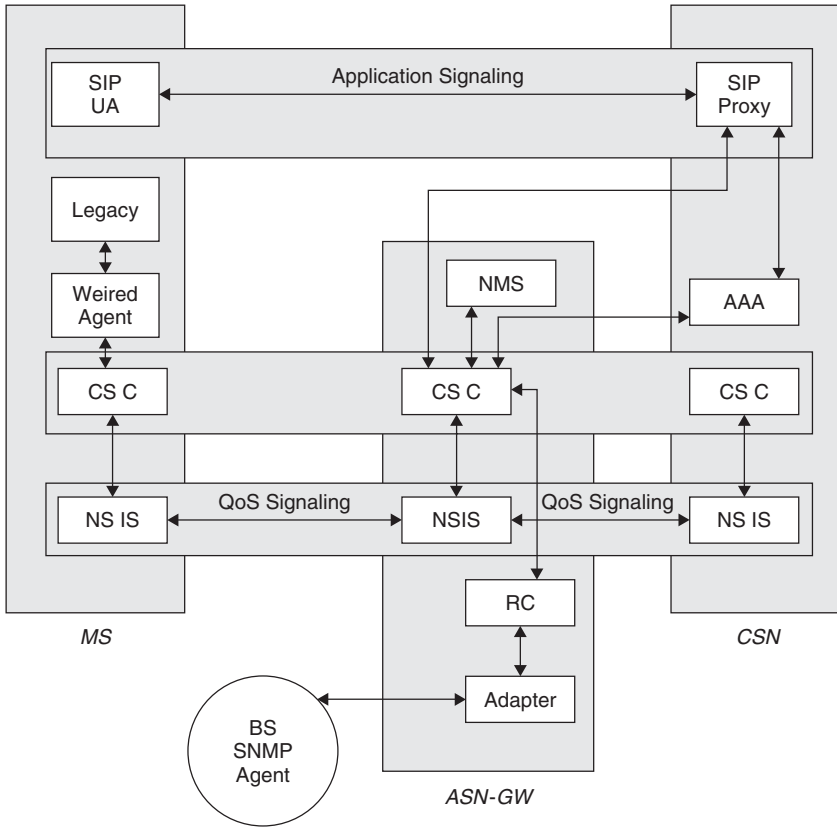 Application Signaling
SIP
UA
SIP
Proxy
Legacy
Weired
Agent
NMS
AAA
CS C
CS C
CS C
QoS Signaling
QoS Signaling
NS IS
NSIS
NS IS
RC
MS
CSN
Adapter
BS
SNMP
Agent
ASN-GW